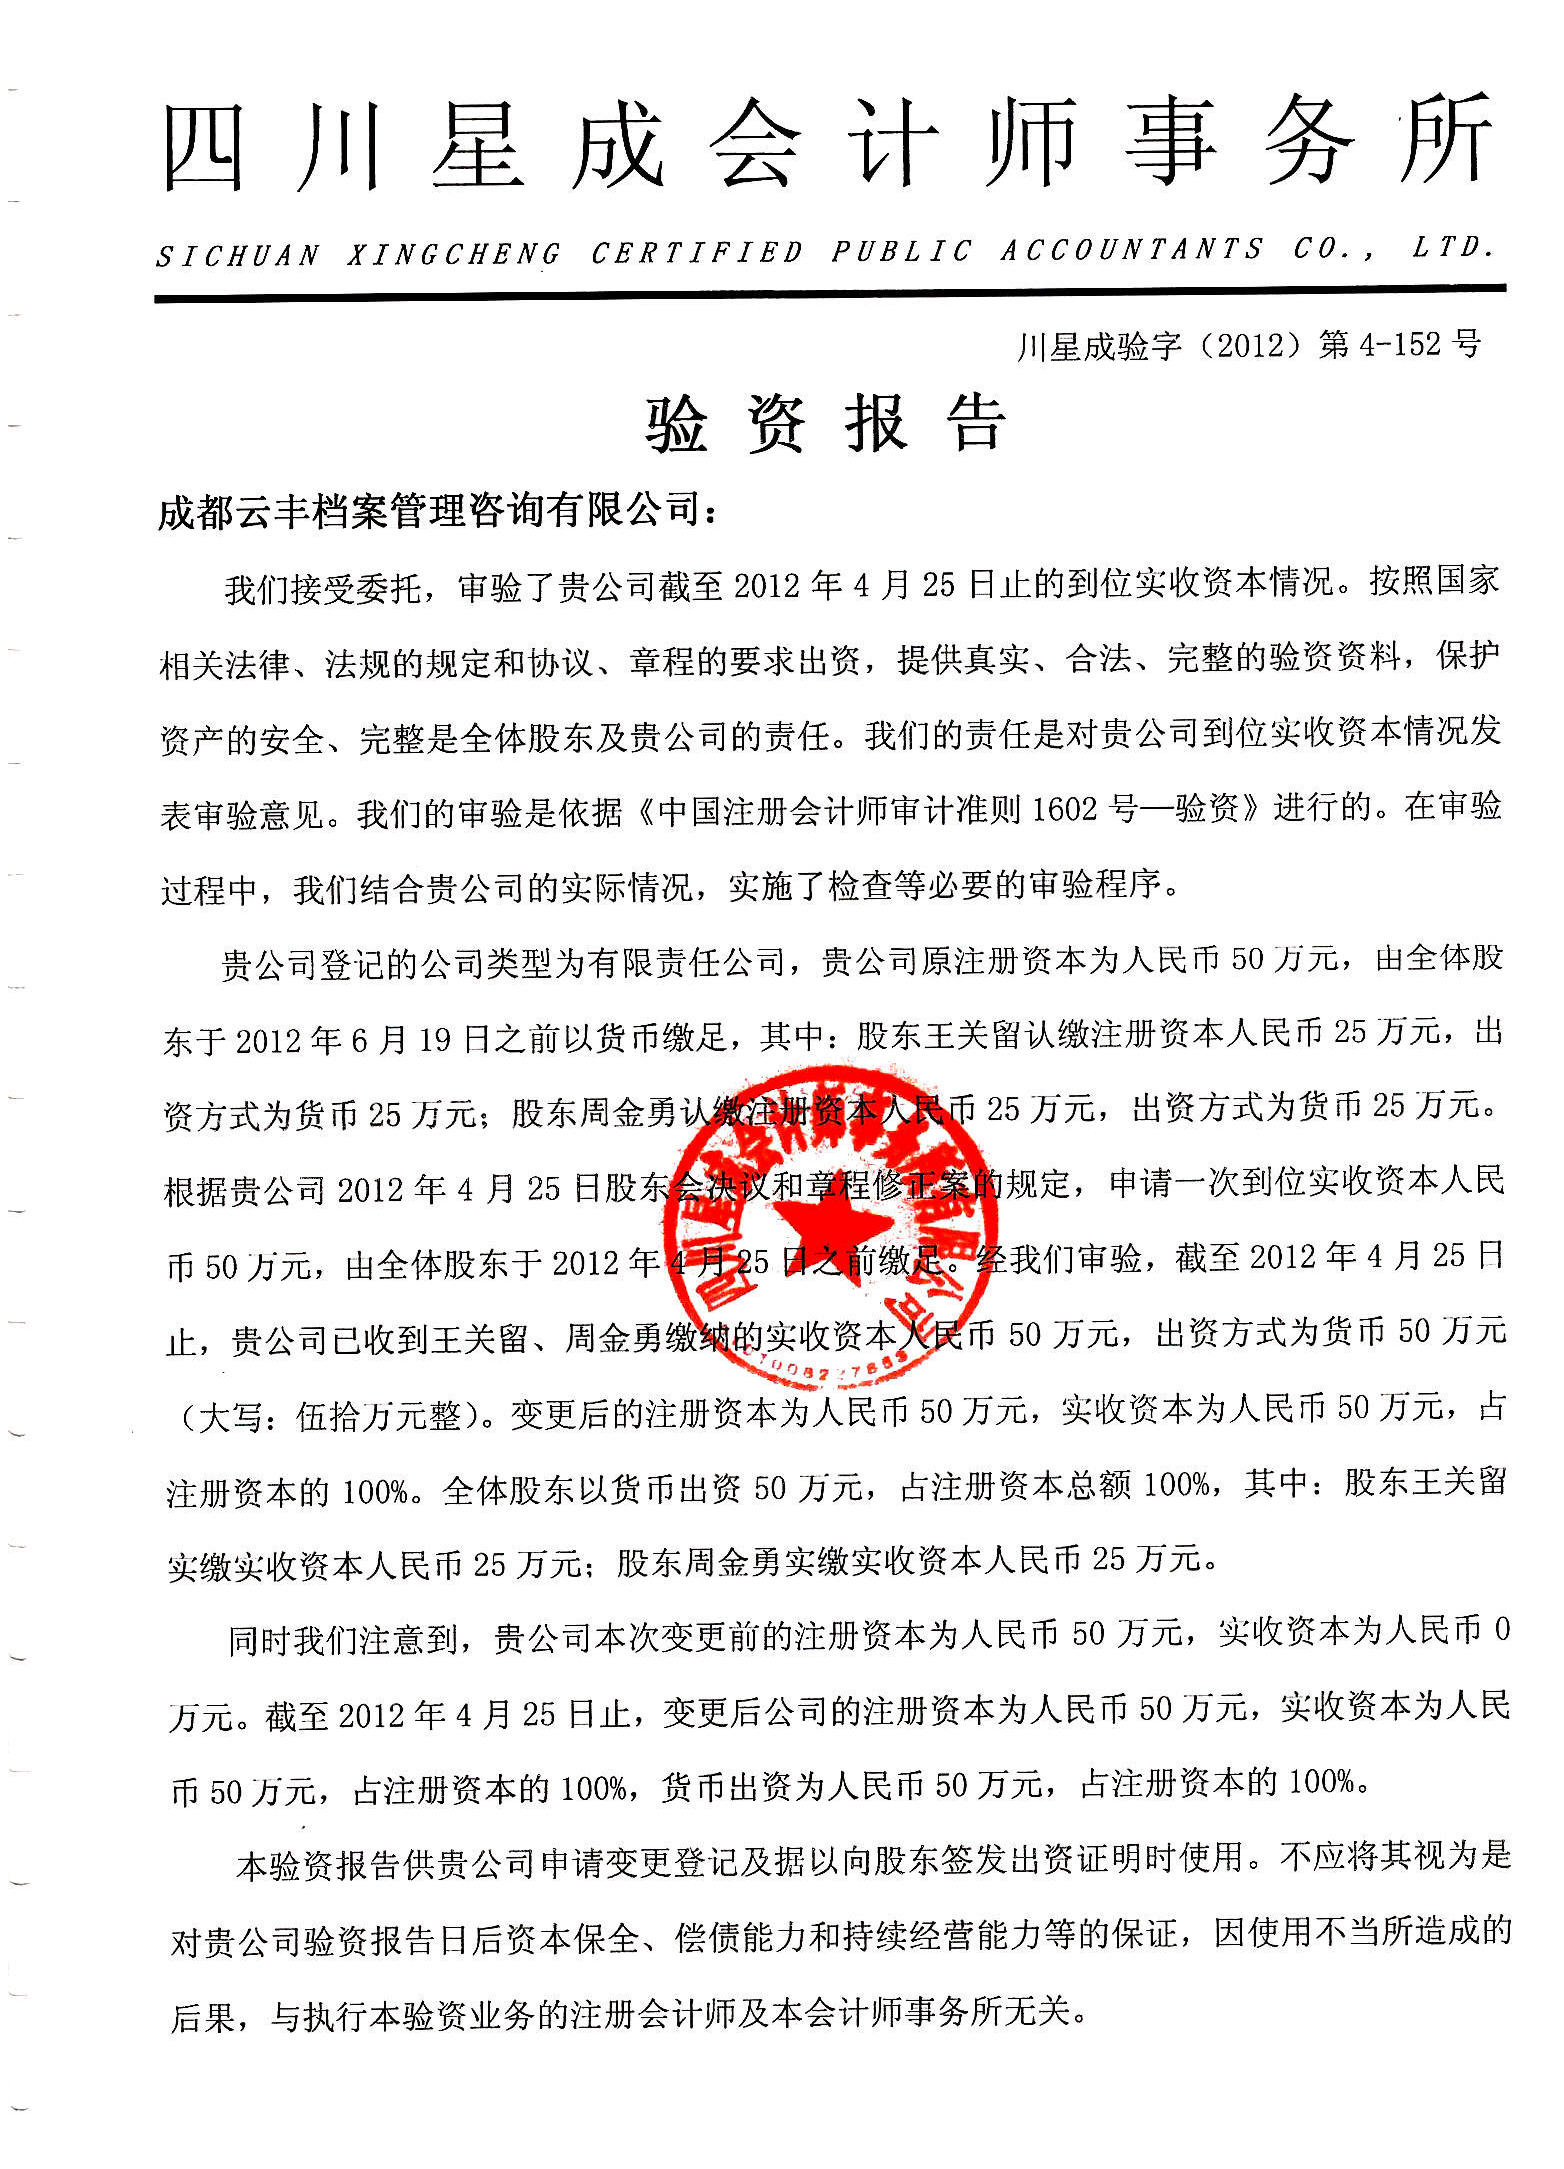 四川星成会计师事务所
SICHUAN XINGCHENG CERTIFIED PUBLIC ACCOUNTANTS CO., LTD.
川星成验字（2012）第 4-152 号
验资报告
成都云丰档案管理咨询有限公司：
我们接受委托，审验了贵公司截至 2012 年 4 月 25 日止的到位实收资本情况。按照国家
相关法律、法规的规定和协议、章程的要求出资，提供真实、合法、完整的验资资料，保护
资产的安全、完整是全体股东及贵公司的责任。我们的责任是对贵公司到位实收资本情况发
表审验意见。我们的审验是依据《中国注册会计师审计准则 1602 号—验资》进行的。在审验
过程中，我们结合贵公司的实际情况，实施了检查等必要的审验程序。
贵公司登记的公司类型为有限责任公司，贵公司原注册资本为人民币 50 万元，由全体股
东于 2012 年 6 月 19 日之前以货币缴足，其中：股东王关留认缴注册资本人民币 25 万元，出
资方式为货币 25 万元；股东周金勇认缴注册资本人民币 25 万元，出资方式为货币 25 万元。
根据贵公司 2012 年 4 月 25 日股东会决议和章程修正案的规定，申请一次到位实收资本人民
币 50 万元，由全体股东于 2012 年 4 月 25 日之前缴足。经我们审验，截至 2012 年 4 月 25 日
止，贵公司已收到王关留、周金勇缴纳的实收资本人民币 50 万元，出资方式为货币 50 万元
（大写：伍拾万元整）。变更后的注册资本为人民币 50 万元，实收资本为人民币 50 万元，占
注册资本的 100%。全体股东以货币出资 50 万元，占注册资本总额 100%，其中：股东王关留
实缴实收资本人民币 25 万元；股东周金勇实缴实收资本人民币 25 万元。
同时我们注意到，贵公司本次变更前的注册资本为人民币 50 万元，实收资本为人民币 0
万元。截至 2012 年 4 月 25 日止，变更后公司的注册资本为人民币 50 万元，实收资本为人民
币 50 万元，占注册资本的 100%，货币出资为人民币 50 万元，占注册资本的 100%。
本验资报告供贵公司申请变更登记及据以向股东签发出资证明时使用。不应将其视为是
对贵公司验资报告日后资本保全、偿债能力和持续经营能力等的保证，因使用不当所造成的
后果，与执行本验资业务的注册会计师及本会计师事务所无关。
四川星成会计师事务所有限公司